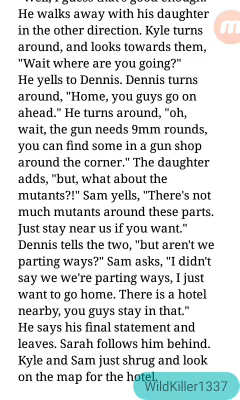 He walks away with his daughter
in the other direction. Kyle turns
around, and looks towards them,
"Wait where are you going?"
He yells to Dennis. Dennis turns
around, "Home, you guys go on
ahead." He turns around, "oh,
wait, the gun needs 9mm rounds,
you can find some in a gun shop
around the corner." The daughter
adds, "but, what about the
mutants?!" Sam yells, "There's not
much mutants around these parts.
Just stay near us if you want."
Dennis tells the two, "but aren't we
parting ways?" Sam asks, "I didn't
say we we're parting ways, I just
want to go home. There is a hotel
nearby, you guys stay in that."
He says his final statement and
leaves. Sarah follows him behind.
Kyle and Sam just shrug and look
on the map for the hotel.
WildKiller1337